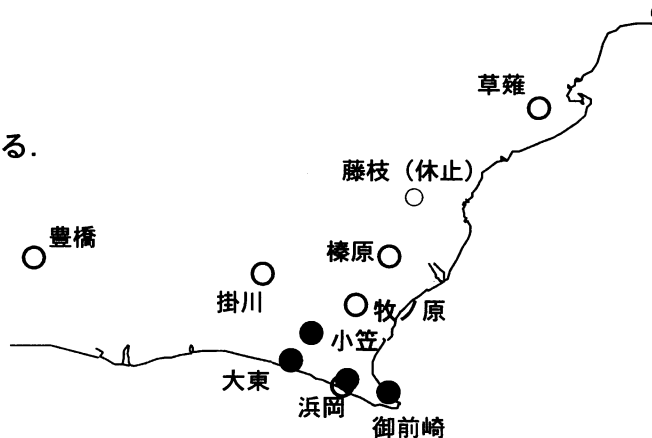 草薙
る.
藤枝（休止）
豊橋
榛原
掛川
牧ノ原
小笠
大東
浜岡
御前崎